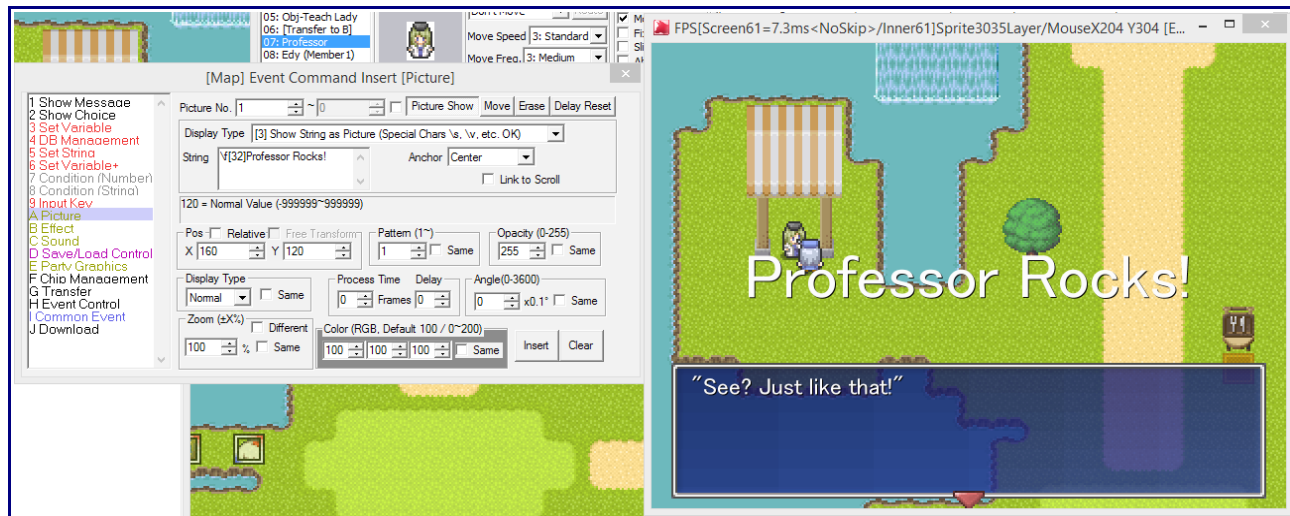 05: Obj-Teach Lady
06: [Transfer to B]
07: Professor
08: Edy (Member1)
Move Speed 3: Standard
Move Freq. 3: Medium
FPS[Screen61=7.3ms<NoSkip>/Inner61]Sprite3035Layer/MouseX204 Y304 [E...
[Map] Event Command Insert [Picture]
1 Show Message
2 Show Choice
3 Set Variable
4 DB Management
5 Set String
6 Set Variable+
7 Condition (Number)
8 Condition (String)
9 Input Key
A Picture
B Effect
C Sound
D Save/Load Control
E Party Graphics
F Chip Management
G Transfer
H Event Control
I Common Event
J Download
Picture No. 1 ~ 0 Picture Show Move Erase Delay Reset
Display Type [3] Show String as Picture (Special Chars \s, \v, etc. OK)
String \f[32]Professor Rocks! Anchor Center
Link to Scroll
120 = Normal Value (-999999~999999)
Pos Relative Free Transform Pattern (1~) Opacity (0-255)
X 160 Y 120 1 Same 255 Same
Display Type Process Time Delay Angle(0-3600)
Normal Same 0 Frames 0 0 x0.1° Same
Zoom (±X%) Different Color (RGB, Default 100 / 0~200)
100 % Same 100 100 100 Same Insert Clear
Professor Rocks!
"See? Just like that!"